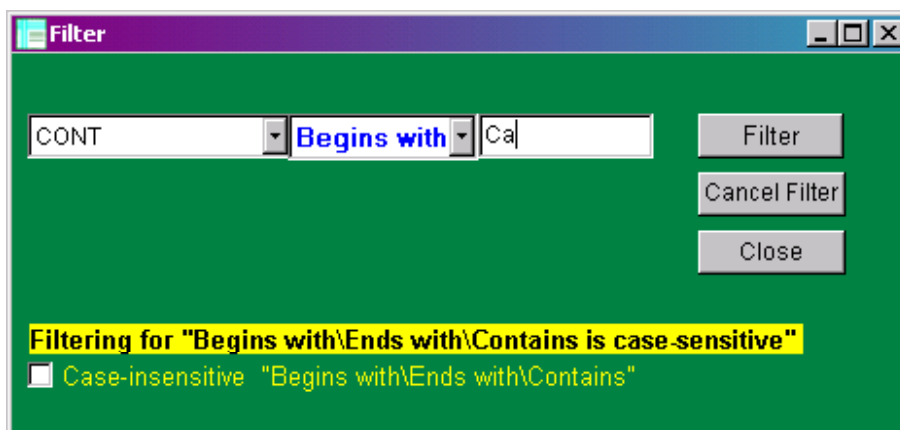 Filter
CONT Begins with Ca Filter
Cancel Filter
Close
Filtering for "Begins with\Ends with\Contains is case-sensitive"
Case-insensitive "Begins with\Ends with\Contains"